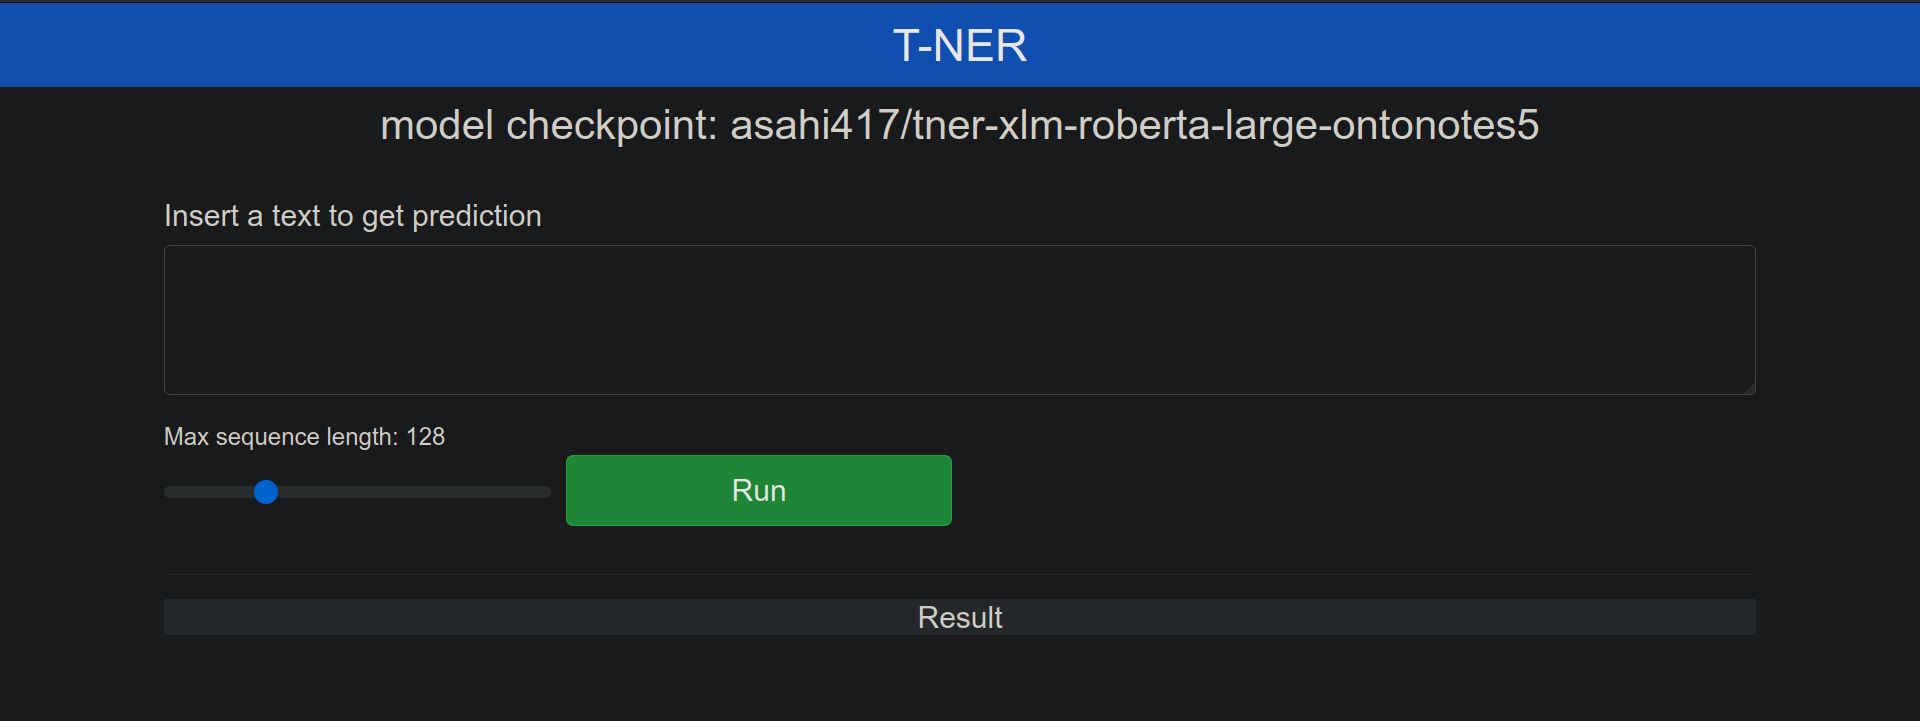 T-NER
model checkpoint: asahi417/tner-xlm-roberta-large-ontonotes5
Insert a text to get prediction
Max sequence length: 128
Run
Result